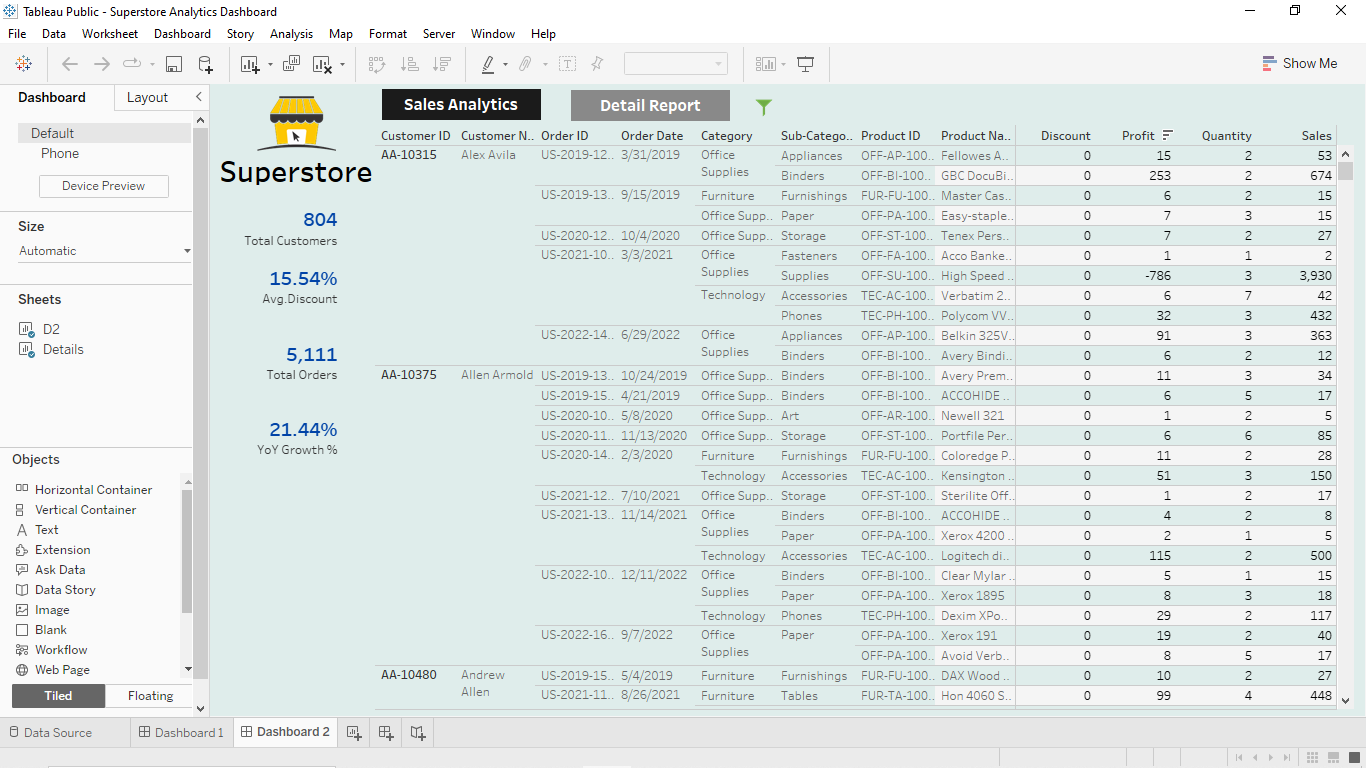 Tableau Public - Superstore Analytics Dashboard
File Data Worksheet Dashboard Story Analysis Map Format Server Window Help
Show Me
Dashboard Layout
Default
Phone
Device Preview
Size
Automatic
Sheets
D2
Details
Objects
Horizontal Container
Vertical Container
Text
Extension
Ask Data
Data Story
Image
Blank
Workflow
Web Page
Tiled Floating
Superstore
804
Total Customers
15.54%
Avg.Discount
5,111
Total Orders
21.44%
YoY Growth %
Sales Analytics Detail Report
Customer ID Customer N.. Order ID Order Date Category Sub-Catego.. Product ID Product Na.. Discount Profit Quantity Sales
AA-10315 Alex Avila US-2019-12.. 3/31/2019 Office Supplies Appliances OFF-AP-100.. Fellowes A.. 0 15 2 53
Binders OFF-BI-100.. GBC DocuBi.. 0 253 2 674
US-2019-13.. 9/15/2019 Furniture Furnishings FUR-FU-100.. Master Cas.. 0 6 2 15
Office Supp.. Paper OFF-PA-100.. Easy-staple.. 0 7 3 15
US-2020-12.. 10/4/2020 Office Supp.. Storage OFF-ST-100.. Tenex Pers.. 0 7 2 27
US-2021-10.. 3/3/2021 Office Supplies Fasteners OFF-FA-100.. Acco Banke.. 0 1 1 2
Supplies OFF-SU-100.. High Speed .. 0 -786 3 3,930
Technology Accessories TEC-AC-100.. Verbatim 2.. 0 6 7 42
Phones TEC-PH-100.. Polycom VV.. 0 32 3 432
US-2022-14.. 6/29/2022 Office Supplies Appliances OFF-AP-100.. Belkin 325V.. 0 91 3 363
Binders OFF-BI-100.. Avery Bindi.. 0 6 2 12
AA-10375 Allen Armold US-2019-13.. 10/24/2019 Office Supp.. Binders OFF-BI-100.. Avery Prem.. 0 11 3 34
US-2019-15.. 4/21/2019 Office Supp.. Binders OFF-BI-100.. ACCOHIDE .. 0 6 5 17
US-2020-10.. 5/8/2020 Office Supp.. Art OFF-AR-100.. Newell 321 0 1 2 5
US-2020-11.. 11/13/2020 Office Supp.. Storage OFF-ST-100.. Portfile Per.. 0 6 6 85
US-2020-14.. 2/3/2020 Furniture Furnishings FUR-FU-100.. Coloredge P.. 0 11 2 28
Technology Accessories TEC-AC-100.. Kensington .. 0 51 3 150
US-2021-12.. 7/10/2021 Office Supp.. Storage OFF-ST-100.. Sterilite Off.. 0 1 2 17
US-2021-13.. 11/14/2021 Office Supplies Binders OFF-BI-100.. ACCOHIDE .. 0 4 2 8
Paper OFF-PA-100.. Xerox 4200 .. 0 2 1 5
Technology Accessories TEC-AC-100.. Logitech di.. 0 115 2 500
US-2022-10.. 12/11/2022 Office Supplies Binders OFF-BI-100.. Clear Mylar .. 0 5 1 15
Paper OFF-PA-100.. Xerox 1895 0 8 3 18
Technology Phones TEC-PH-100.. Dexim XPo.. 0 29 2 117
US-2022-16.. 9/7/2022 Office Supplies Paper OFF-PA-100.. Xerox 191 0 19 2 40
OFF-PA-100.. Avoid Verb.. 0 8 5 17
AA-10480 Andrew Allen US-2019-15.. 5/4/2019 Furniture Furnishings FUR-FU-100.. DAX Wood .. 0 10 2 27
US-2021-11.. 8/26/2021 Furniture Tables FUR-TA-100.. Hon 4060 S.. 0 99 4 448
Data Source Dashboard 1 Dashboard 2